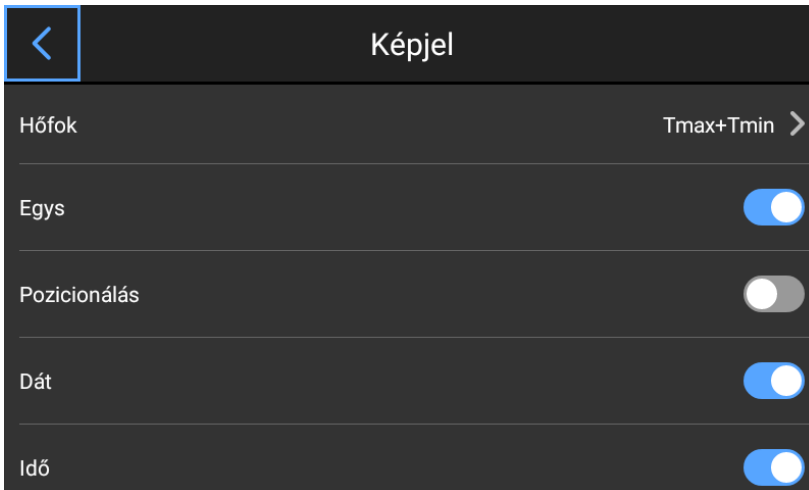 Képjel
Hőfok Tmax+Tmin
Egys
Pozicionálás
Dát
Idő